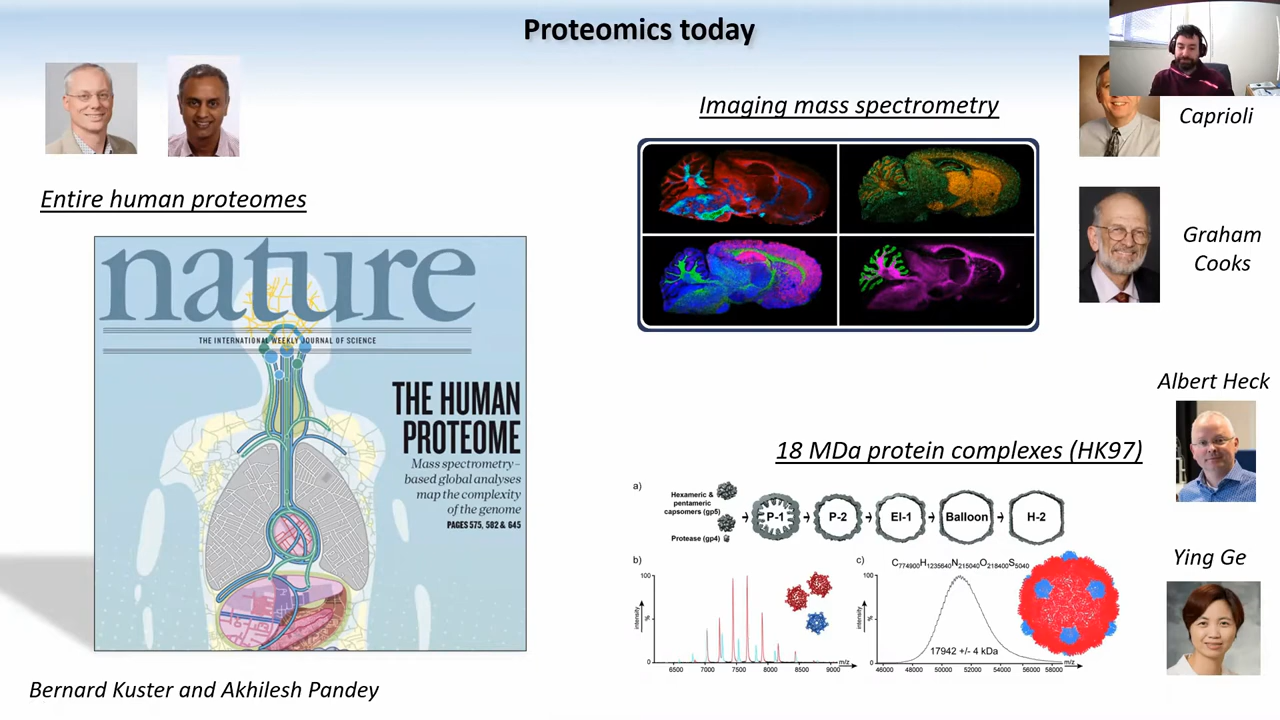 Proteomics today
Entire human proteomes
nature
THE INTERNATIONAL WEEKLY JOURNAL OF SCIENCE
THE HUMAN
PROTEOME
Mass spectrometry–
based global analyses
map the complexity
of the genome
PAGES 575, 582 & 645
Bernard Kuster and Akhilesh Pandey
Imaging mass spectrometry
Caprioli
Graham
Cooks
Albert Heck
18 MDa protein complexes (HK97)
a)
Hexameric &
pentameric
capsomers (gp5)
Protease (gp4)
P-1
P-2
EI-1
Balloon
H-2
b)
100
intensity
%
0
6500 7000 7500 8000 8500 9000
m/z
c)
C774900H1235640N215040O218400S5040
100
intensity
%
0
17942 +/- 4 kDa
46000 48000 50000 52000 54000 56000 58000
m/z
Ying Ge